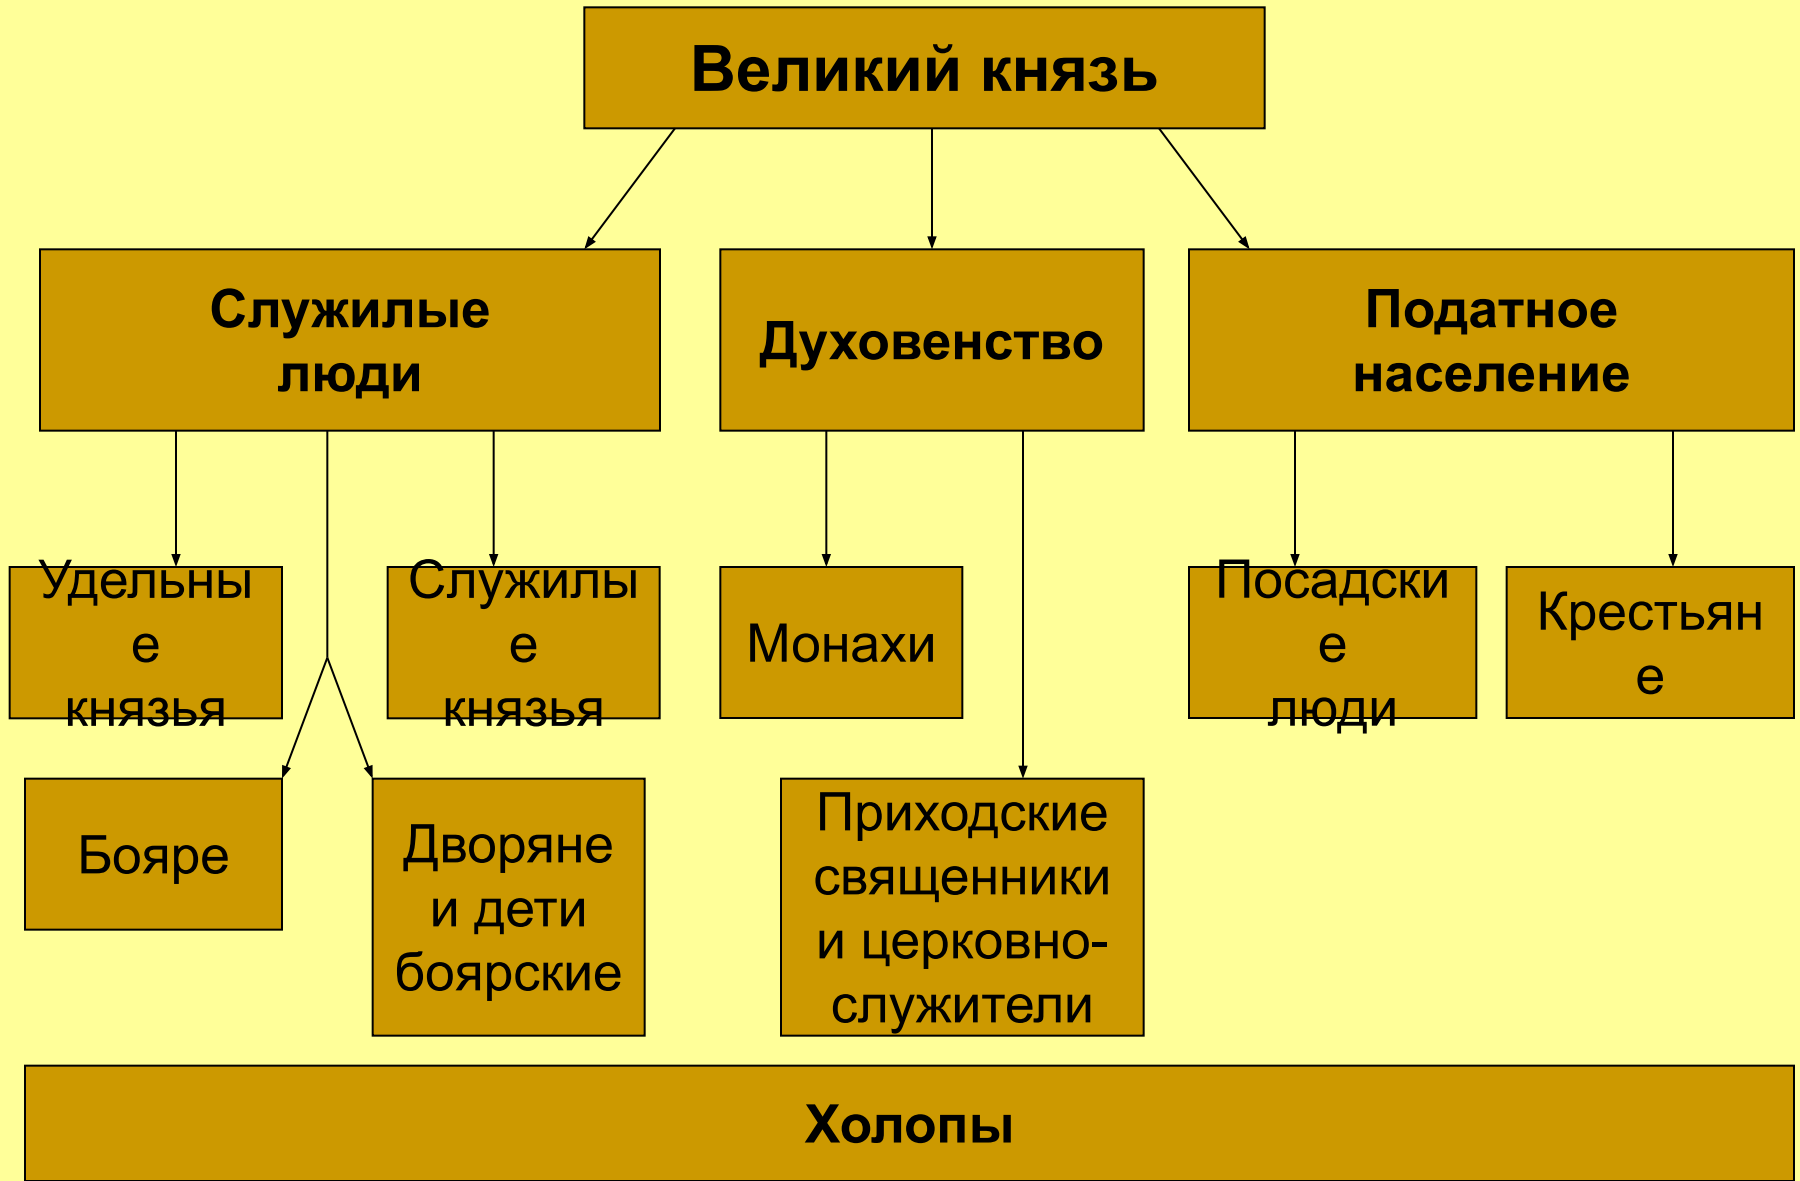 Великий князь
Служилые
люди
Духовенство
Податное
население
Удельны
е
князья
Служилы
е
князья
Монахи
Посадски
е
люди
Крестьян
е
Бояре
Дворяне
и дети
боярские
Приходские
священники
и церковно-
служители
Холопы